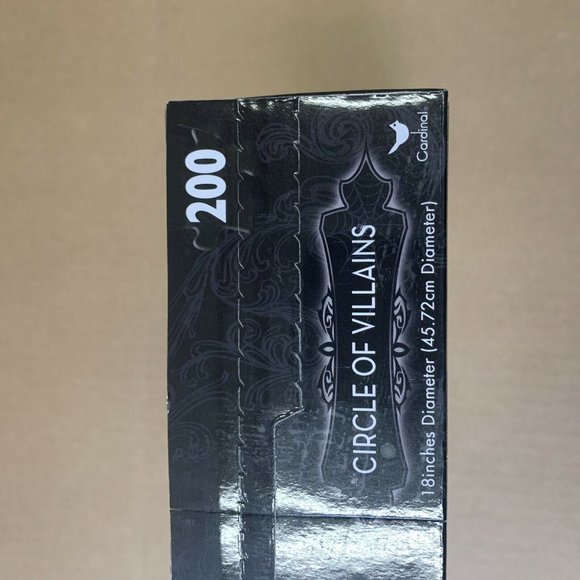 200
CIRCLE OF VILLAINS
18inches Diameter (45.72cm Diameter)
Cardinal